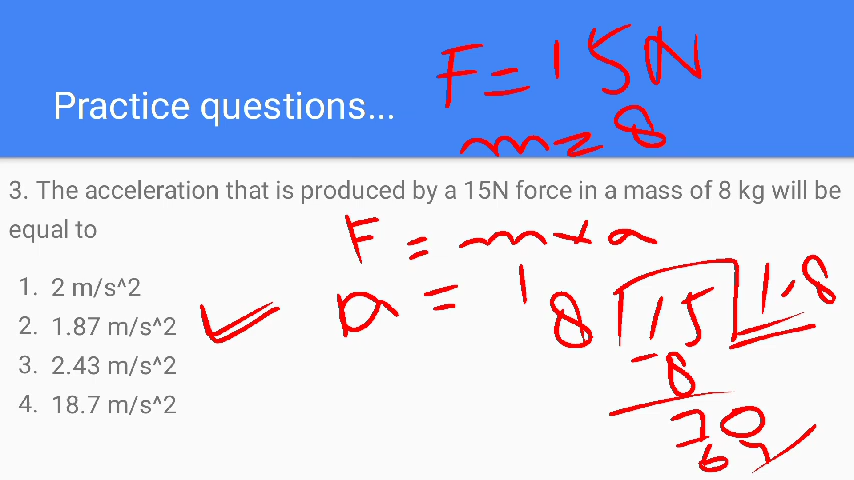 F = 15N
Practice questions...
m = 8
3. The acceleration that is produced by a 15N force in a mass of 8 kg will be
equal to
F = m × a
1. 2 m/s^2
a = 1
8 15 1.8
2. 1.87 m/s^2
3. 2.43 m/s^2
- 8
4. 18.7 m/s^2
70
64